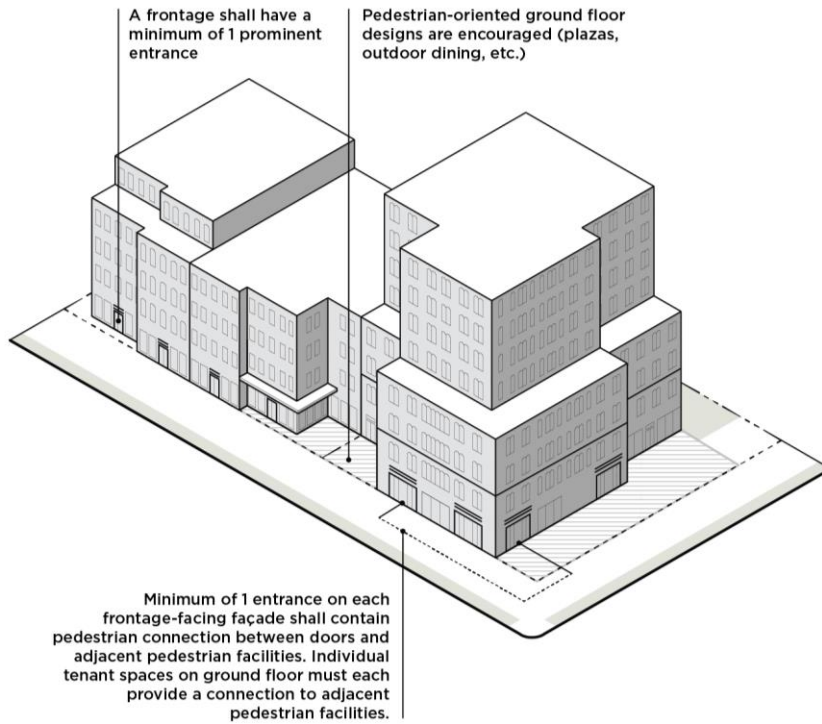 A frontage shall have a
minimum of 1 prominent
entrance
Pedestrian-oriented ground floor
designs are encouraged (plazas,
outdoor dining, etc.)
Minimum of 1 entrance on each
frontage-facing façade shall contain
pedestrian connection between doors and
adjacent pedestrian facilities. Individual
tenant spaces on ground floor must each
provide a connection to adjacent
pedestrian facilities.